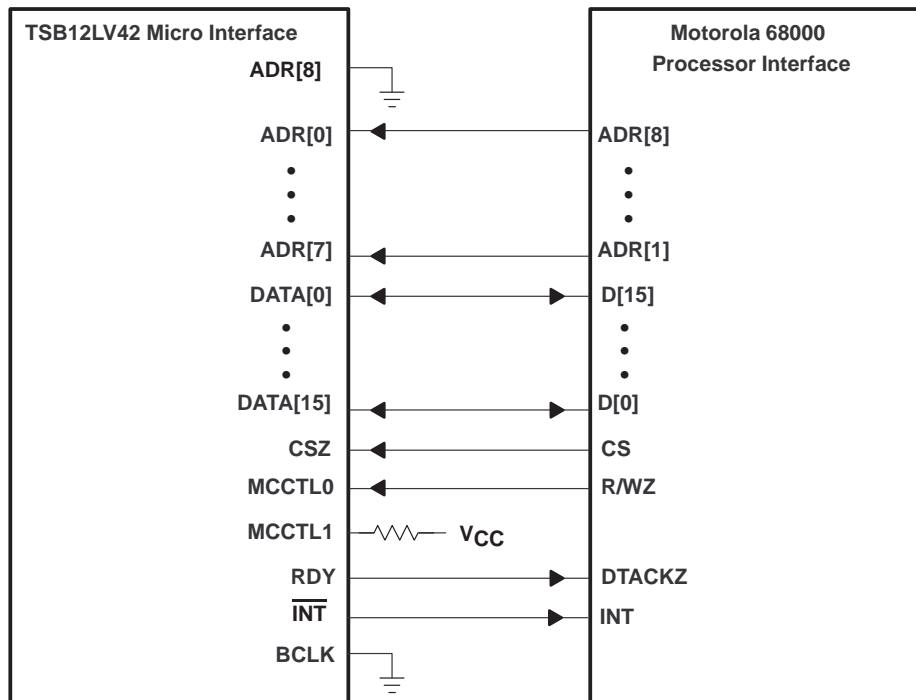 TSB12LV42 Micro Interface
Motorola 68000
Processor Interface
ADR[8]
ADR[0]
ADR[8]
ADR[7]
ADR[1]
DATA[0]
D[15]
DATA[15]
D[0]
CSZ
CS
MCCTL0
R/WZ
MCCTL1
VCC
RDY
DTACKZ
INT
INT
BCLK